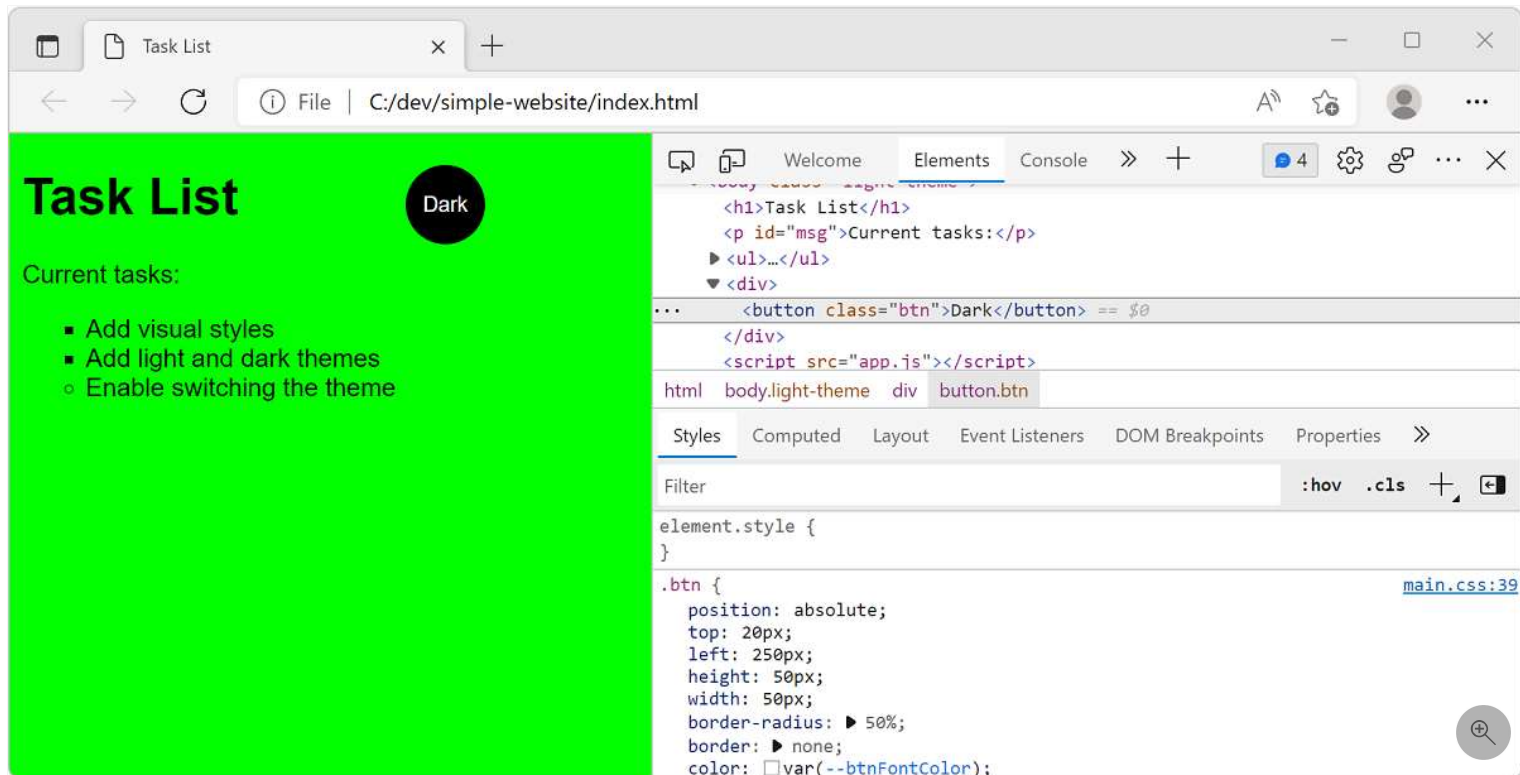 Task List
File
C:/dev/simple-website/index.html
Task List
Dark
Current tasks:
Add visual styles
Add light and dark themes
Enable switching the theme
Welcome
Elements
Console
4
<body class="light-theme">
<h1>Task List</h1>
<p id="msg">Current tasks:</p>
<ul>…</ul>
<div>
<button class="btn">Dark</button> == $0
</div>
<script src="app.js"></script>
html body.light-theme div button.btn
Styles Computed Layout Event Listeners DOM Breakpoints Properties
Filter
:hov .cls
element.style {
}
.btn {
main.css:39
position: absolute;
top: 20px;
left: 250px;
height: 50px;
width: 50px;
border-radius: 50%;
border: none;
color: var(--btnFontColor);